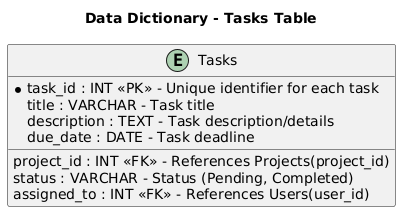 Data Dictionary - Tasks Table
E Tasks
task_id : INT «PK» - Unique identifier for each task
title : VARCHAR - Task title
description : TEXT - Task description/details
due_date : DATE - Task deadline
project_id : INT «FK» - References Projects(project_id)
status : VARCHAR - Status (Pending, Completed)
assigned_to : INT «FK» - References Users(user_id)